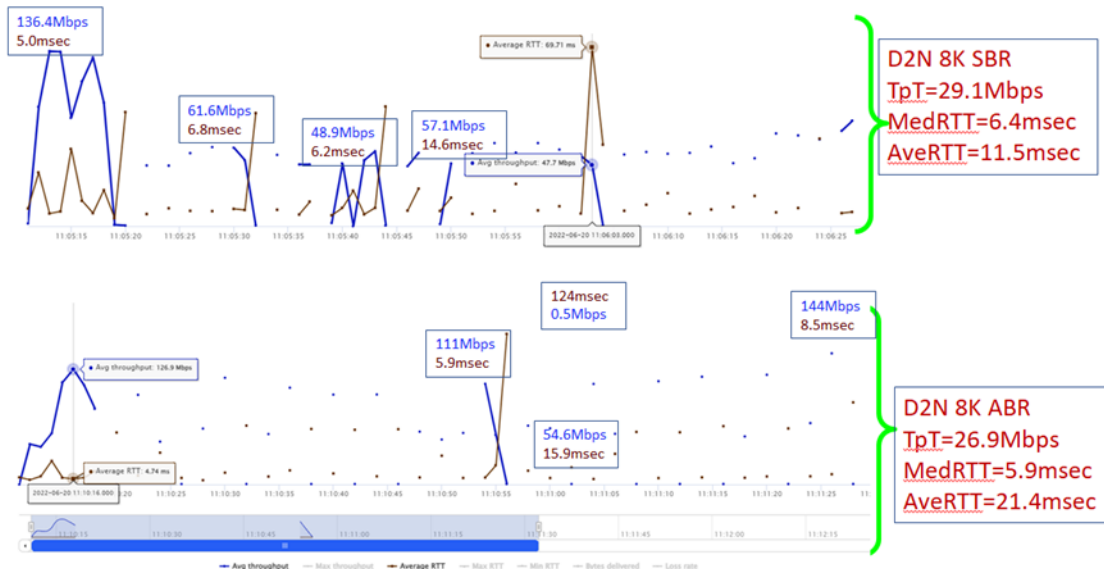 136.4Mbps
5.0msec
61.6Mbps
6.8msec
48.9Mbps
6.2msec
57.1Mbps
14.6msec
Average RTT: 69.71 ms
Avg throughput: 47.7 Mbps
D2N 8K SBR
TpT=29.1Mbps
MedRTT=6.4msec
AveRTT=11.5msec
11:05:15
11:05:20
11:05:25
11:05:30
11:05:35
11:05:40
11:05:45
11:05:50
11:05:55
2022-06-20 11:06:03.000
11:06:10
11:06:15
11:06:20
11:06:25
124msec
0.5Mbps
144Mbps
8.5msec
111Mbps
5.9msec
Avg throughput: 126.9 Mbps
54.6Mbps
15.9msec
Average RTT: 4.74 ms
2022-06-20 11:10:16.000
D2N 8K ABR
TpT=26.9Mbps
MedRTT=5.9msec
AveRTT=21.4msec
11:10:25
11:10:30
11:10:35
11:10:40
11:10:45
11:10:50
11:10:55
11:11:00
11:11:05
11:11:10
11:11:15
11:11:20
11:11:25
11:10:15
11:10:30
11:10:45
11:11:00
11:11:15
11:11:45
11:12:00
11:12:15
Avg throughput
Max throughput
Average RTT
Max RTT
Min RTT
Bytes delivered
Loss rate